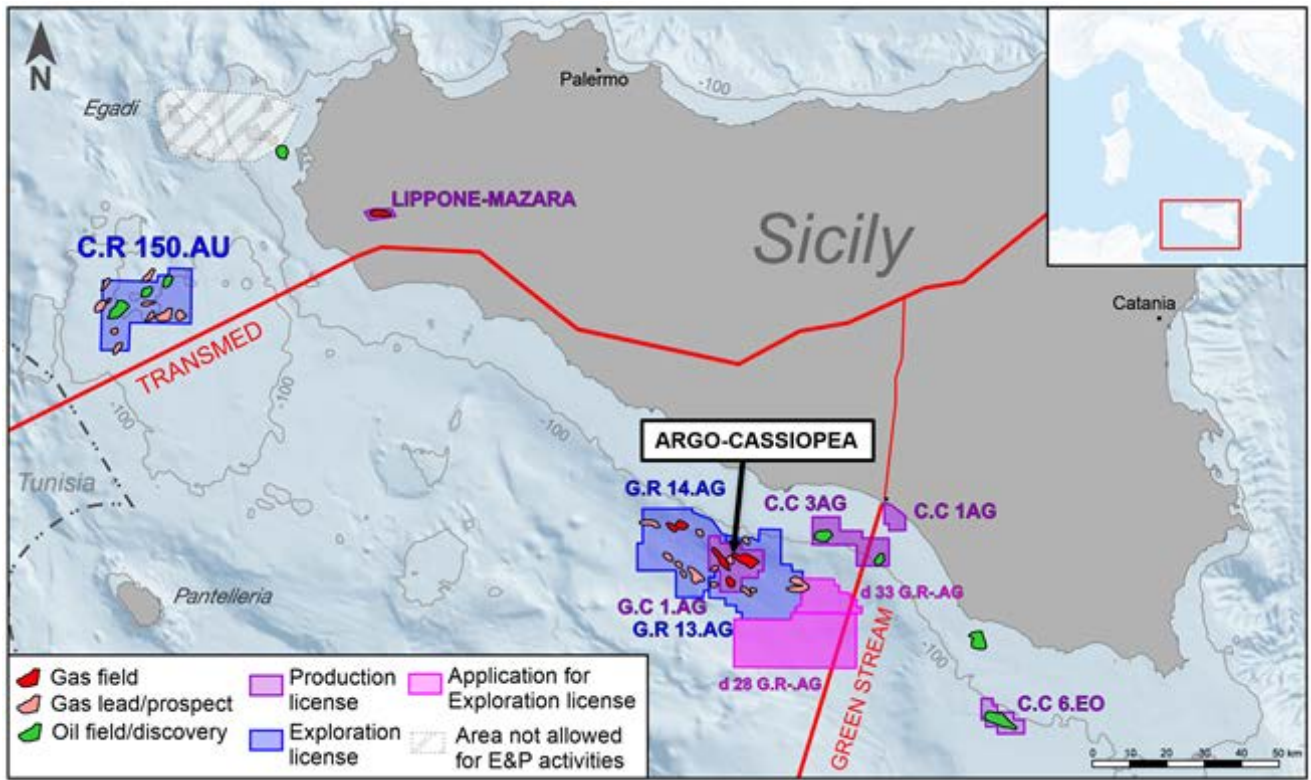 N
Egadi
Palermo
LIPPONE-MAZARA
C.R 150.AU
Sicily
Catania
TRANSMED
-100
-100
-100
-100
-100
Tunisia
Pantelleria
ARGO-CASSIOPEA
G.R 14.AG
C.C 3AG
C.C 1AG
G.C 1.AG
G.R 13.AG
d 33 G.R-.AG
d 28 G.R-.AG
GREEN STREAM
C.C 6.EO
Gas field
Gas lead/prospect
Oil field/discovery
Production
license
Exploration
license
Application for
Exploration license
Area not allowed
for E&P activities
0 10 20 30 40 50 km